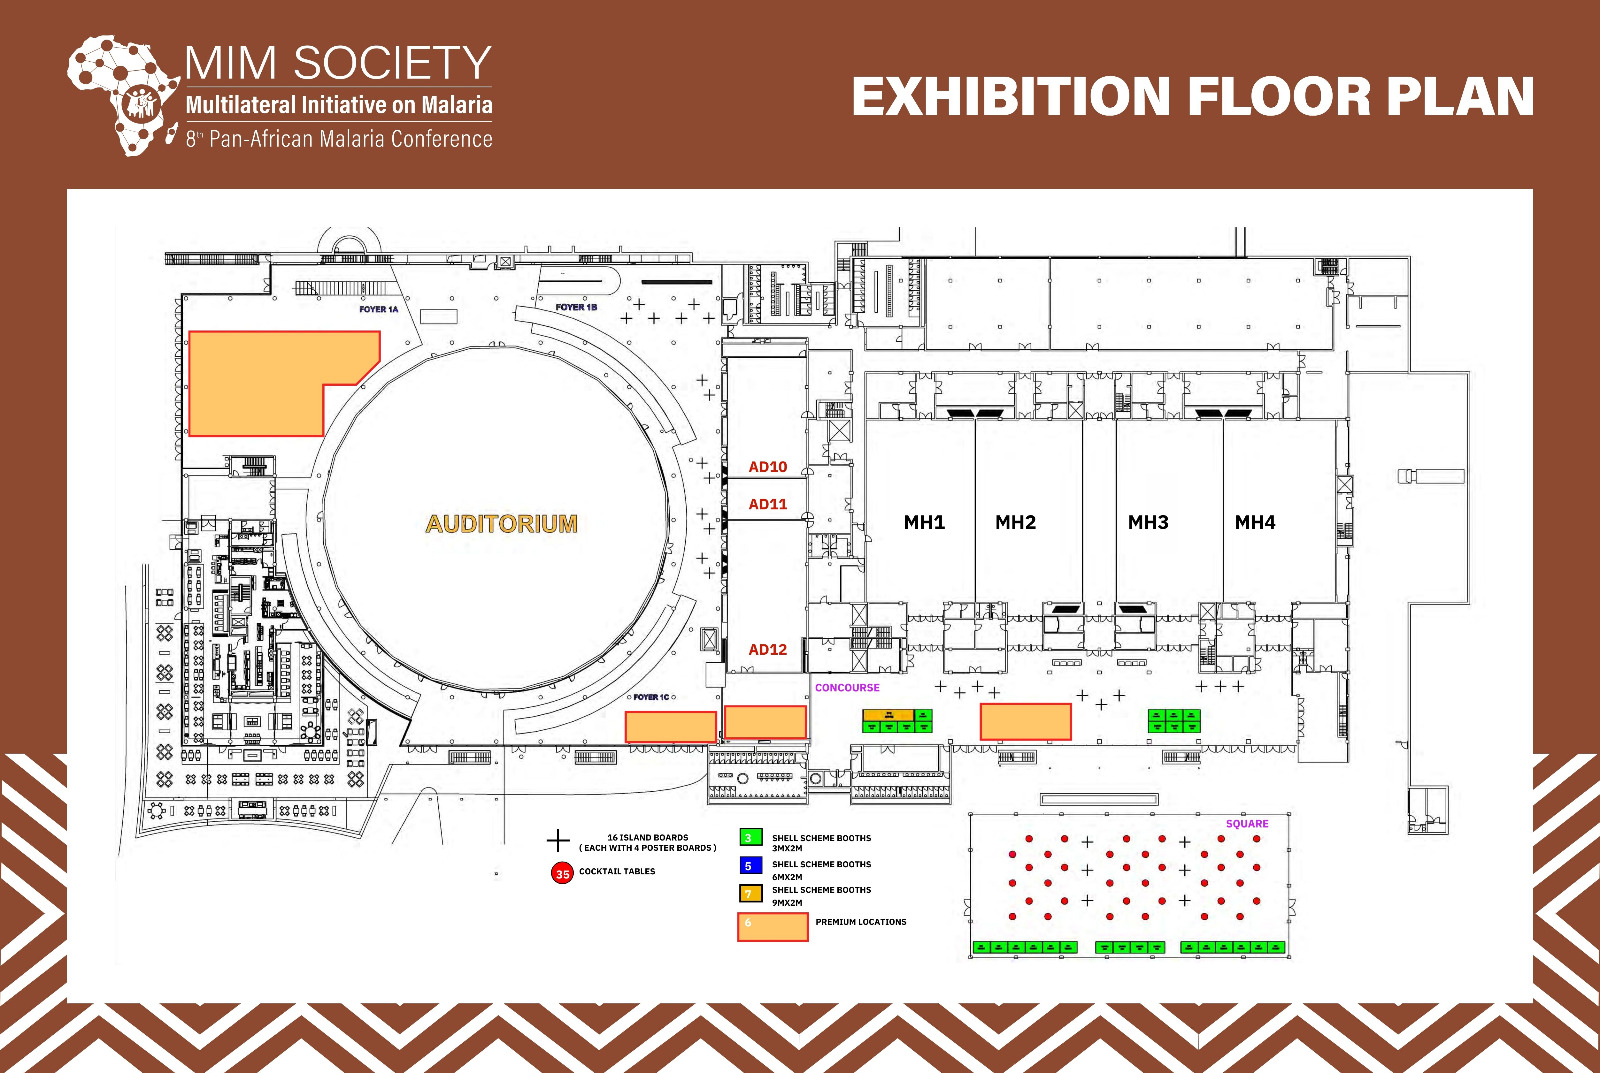 MIM SOCIETY
Multilateral Initiative on Malaria
8th Pan-African Malaria Conference
EXHIBITION FLOOR PLAN
FOYER 1A
FOYER 1B
AD10
AD11
AUDITORIUM
MH1
MH2
MH3
MH4
AD12
CONCOURSE
FOYER 1C
16 ISLAND BOARDS
( EACH WITH 4 POSTER BOARDS )
35 COCKTAIL TABLES
3 SHELL SCHEME BOOTHS
3MX2M
5 SHELL SCHEME BOOTHS
6MX2M
7 SHELL SCHEME BOOTHS
9MX2M
6 PREMIUM LOCATIONS
SQUARE